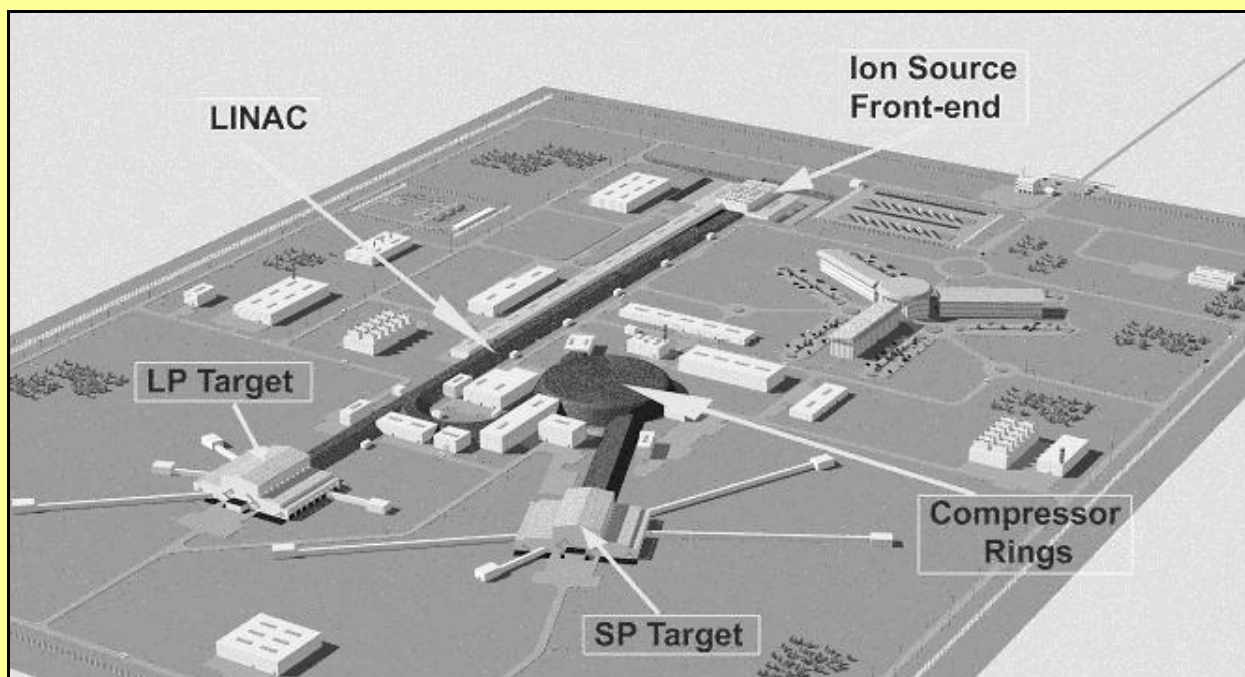 Ion Source
Front-end
LINAC
LP Target
Compressor
Rings
SP Target